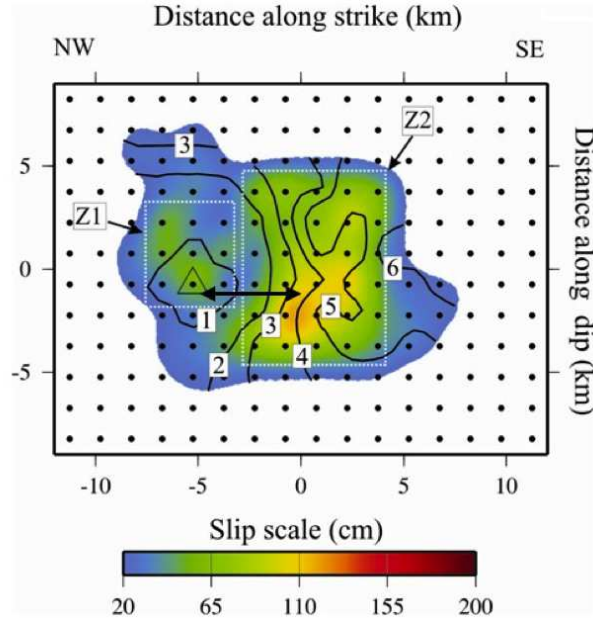 Distance along strike (km)
NW SE
Z2
3
5
Z1
0
6
5
1
3
2
4
-5
-10 -5 0 5 10
Distance along dip (km)
Slip scale (cm)
20 65 110 155 200